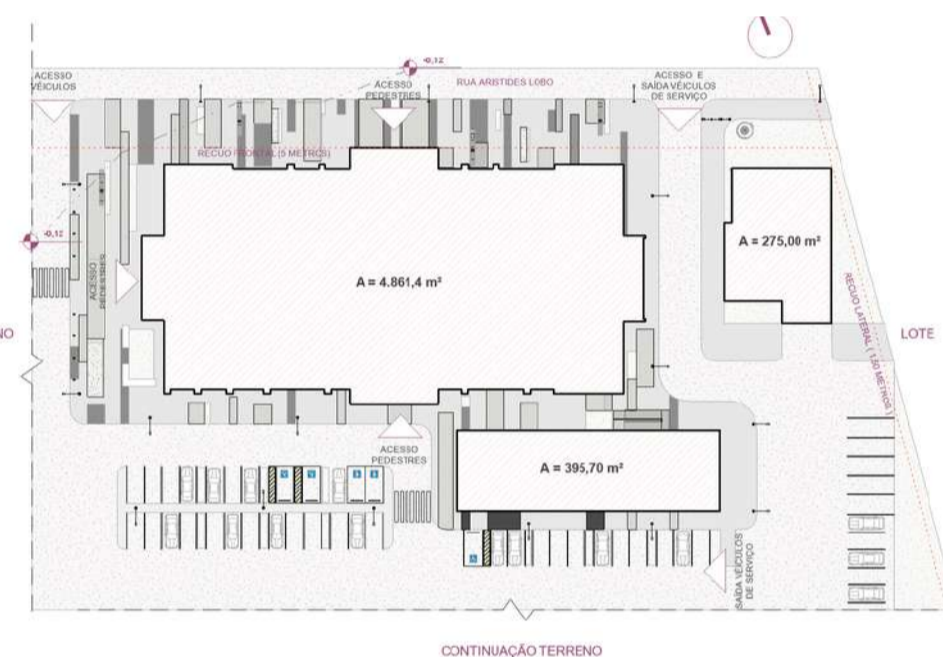 -0,12
ACESSO
VEÍCULOS
ACESSO
PEDESTRES
RUA ARISTIDES LOBO
ACESSO E
SAÍDA VEÍCULOS
DE SERVIÇO
RECUO FRONTAL (5 METROS)
-0,12
ACESSO
PEDESTRES
A = 4.861,4 m²
A = 275,00 m²
RECUO LATERAL ( 1,50 METROS )
NO
LOTE
ACESSO
PEDESTRES
A = 395,70 m²
SAÍDA VEÍCULOS
DE SERVIÇO
CONTINUAÇÃO TERRENO